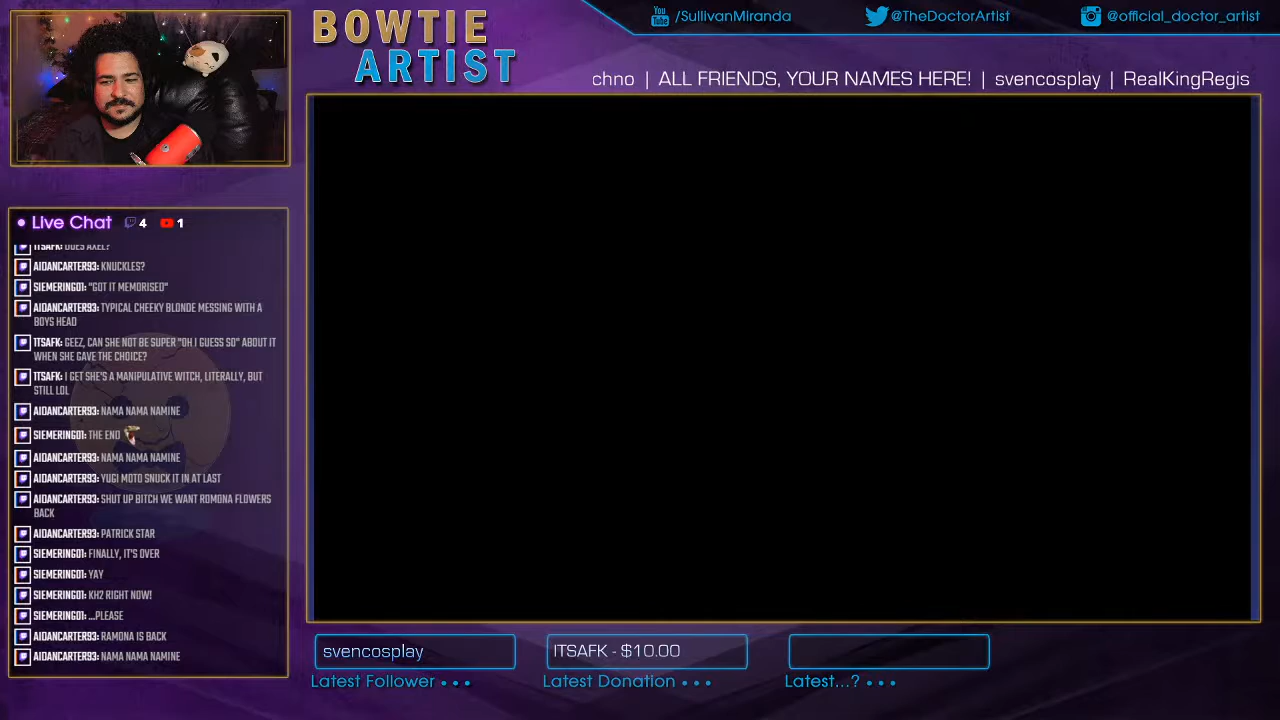 BOWTIE
ARTIST
You
Tube
/SullivanMiranda
@TheDoctorArtist
@official_doctor_artist
chno | ALL FRIENDS, YOUR NAMES HERE! | svencosplay | RealKingRegis
Live Chat 4 1
ITSAFK: DOES AXEL?
AIDANCARTER93: KNUCKLES?
SIEMERING01: "GOT IT MEMORISED"
AIDANCARTER93: TYPICAL CHEEKY BLONDE MESSING WITH A
BOYS HEAD
ITSAFK: GEEZ, CAN SHE NOT BE SUPER "OH I GUESS SO" ABOUT IT
WHEN SHE GAVE THE CHOICE?
ITSAFK: I GET SHE'S A MANIPULATIVE WITCH, LITERALLY, BUT
STILL LOL
AIDANCARTER93: NAMA NAMA NAMINE
SIEMERING01: THE END
AIDANCARTER93: NAMA NAMA NAMINE
AIDANCARTER93: YUGI MOTO SNUCK IT IN AT LAST
AIDANCARTER93: SHUT UP BITCH WE WANT ROMONA FLOWERS
BACK
AIDANCARTER93: PATRICK STAR
SIEMERING01: FINALLY, IT'S OVER
SIEMERING01: YAY
SIEMERING01: KH2 RIGHT NOW!
SIEMERING01: ...PLEASE
AIDANCARTER93: RAMONA IS BACK
AIDANCARTER93: NAMA NAMA NAMINE
svencosplay
Latest Follower
ITSAFK - $10.00
Latest Donation
Latest...?